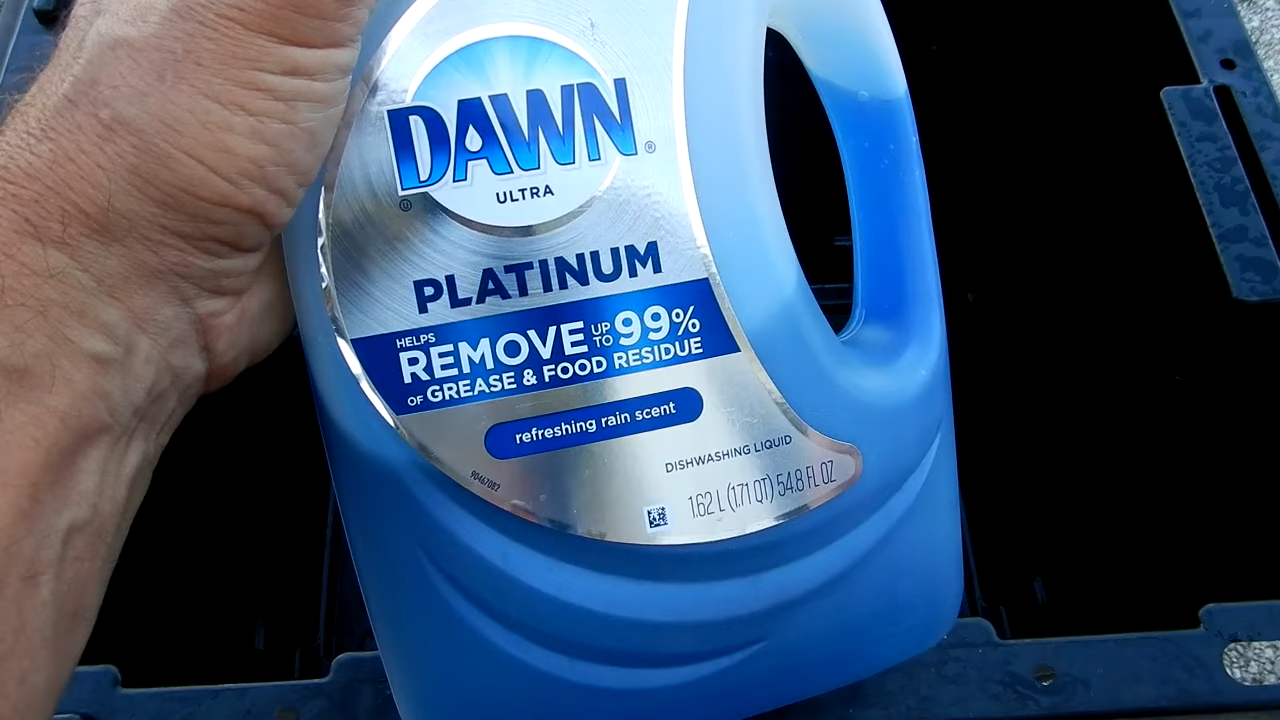 DAWN®
ULTRA
Ⓤ
PLATINUM
HELPS
REMOVE UP TO 99%
OF GREASE & FOOD RESIDUE
refreshing rain scent
DISHWASHING LIQUID
90467082
1.62 L (1.71 QT) 54.8 FL OZ